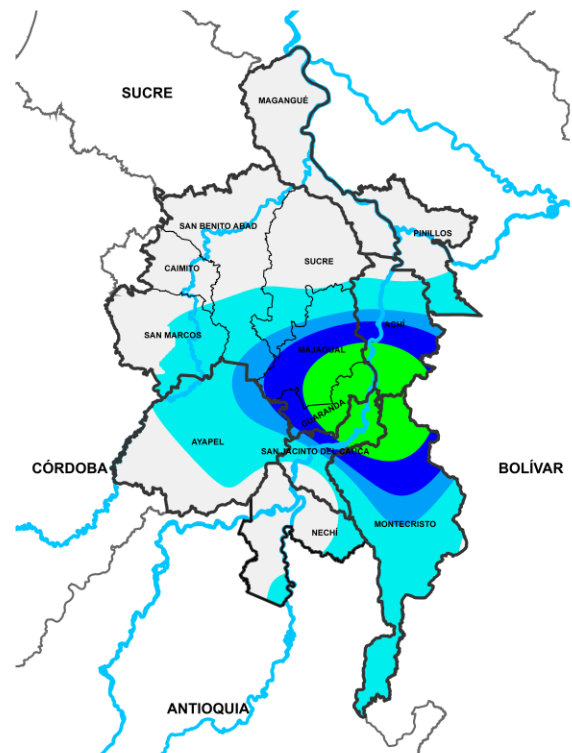 SUCRE
MAGANGUÉ
SAN BENITO ABAD
PINILLOS
CAIMITO
SUCRE
SAN MARCOS
ACHÍ
MAJAGUAL
GUARANDA
AYAPEL
SAN JACINTO DEL CAUCA
CÓRDOBA
BOLÍVAR
MONTECRISTO
NECHÍ
ANTIOQUIA